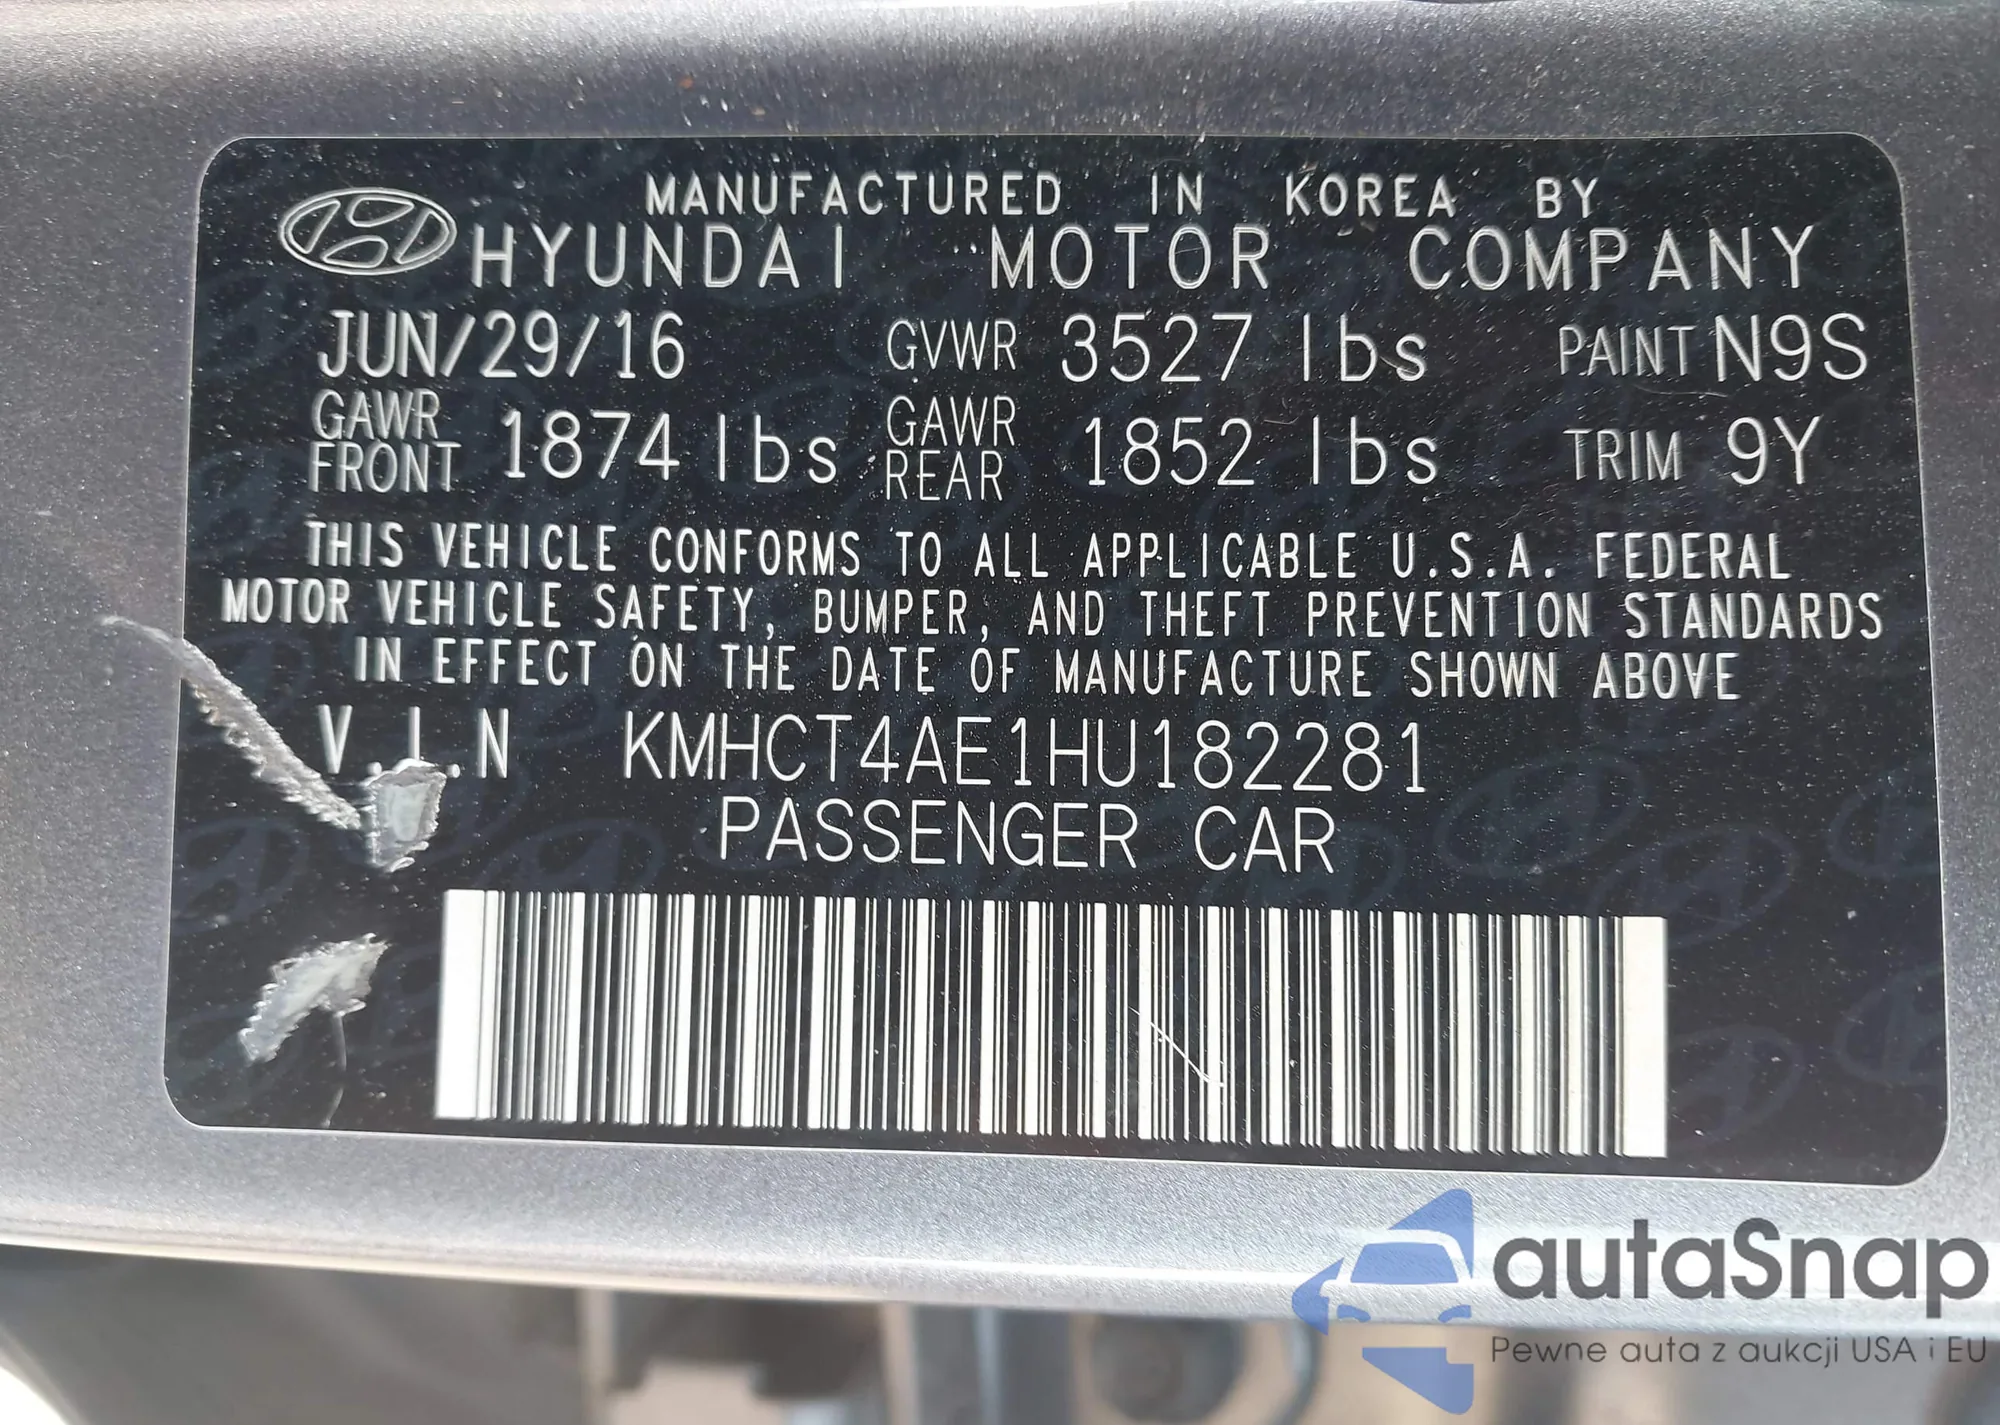 MANUFACTURED IN KOREA BY
HYUNDAI MOTOR COMPANY
JUN/29/16 GVWR 3527 lbs PAINT N9S
GAWR FRONT 1874 lbs GAWR REAR 1852 lbs TRIM 9Y
THIS VEHICLE CONFORMS TO ALL APPLICABLE U.S.A. FEDERAL
MOTOR VEHICLE SAFETY, BUMPER, AND THEFT PREVENTION STANDARDS
IN EFFECT ON THE DATE OF MANUFACTURE SHOWN ABOVE
V.I.N KMHCT4AE1HU182281
PASSENGER CAR
autaSnap
Pewne auta z aukcji USA i EU